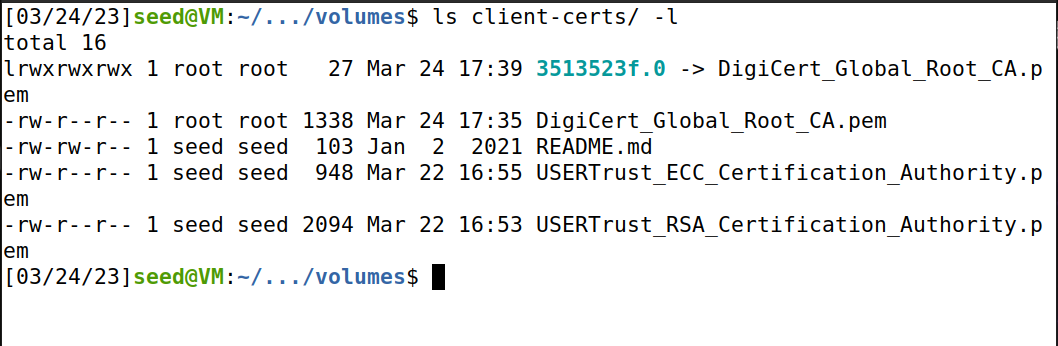 [03/24/23]seed@VM:~/.../volumes$ ls client-certs/ -l
total 16
lrwxrwxrwx 1 root root   27 Mar 24 17:39 3513523f.0 -> DigiCert_Global_Root_CA.p
em
-rw-r--r-- 1 root root 1338 Mar 24 17:35 DigiCert_Global_Root_CA.pem
-rw-rw-r-- 1 seed seed  103 Jan  2  2021 README.md
-rw-r--r-- 1 seed seed  948 Mar 22 16:55 USERTrust_ECC_Certification_Authority.p
em
-rw-r--r-- 1 seed seed 2094 Mar 22 16:53 USERTrust_RSA_Certification_Authority.p
em
[03/24/23]seed@VM:~/.../volumes$